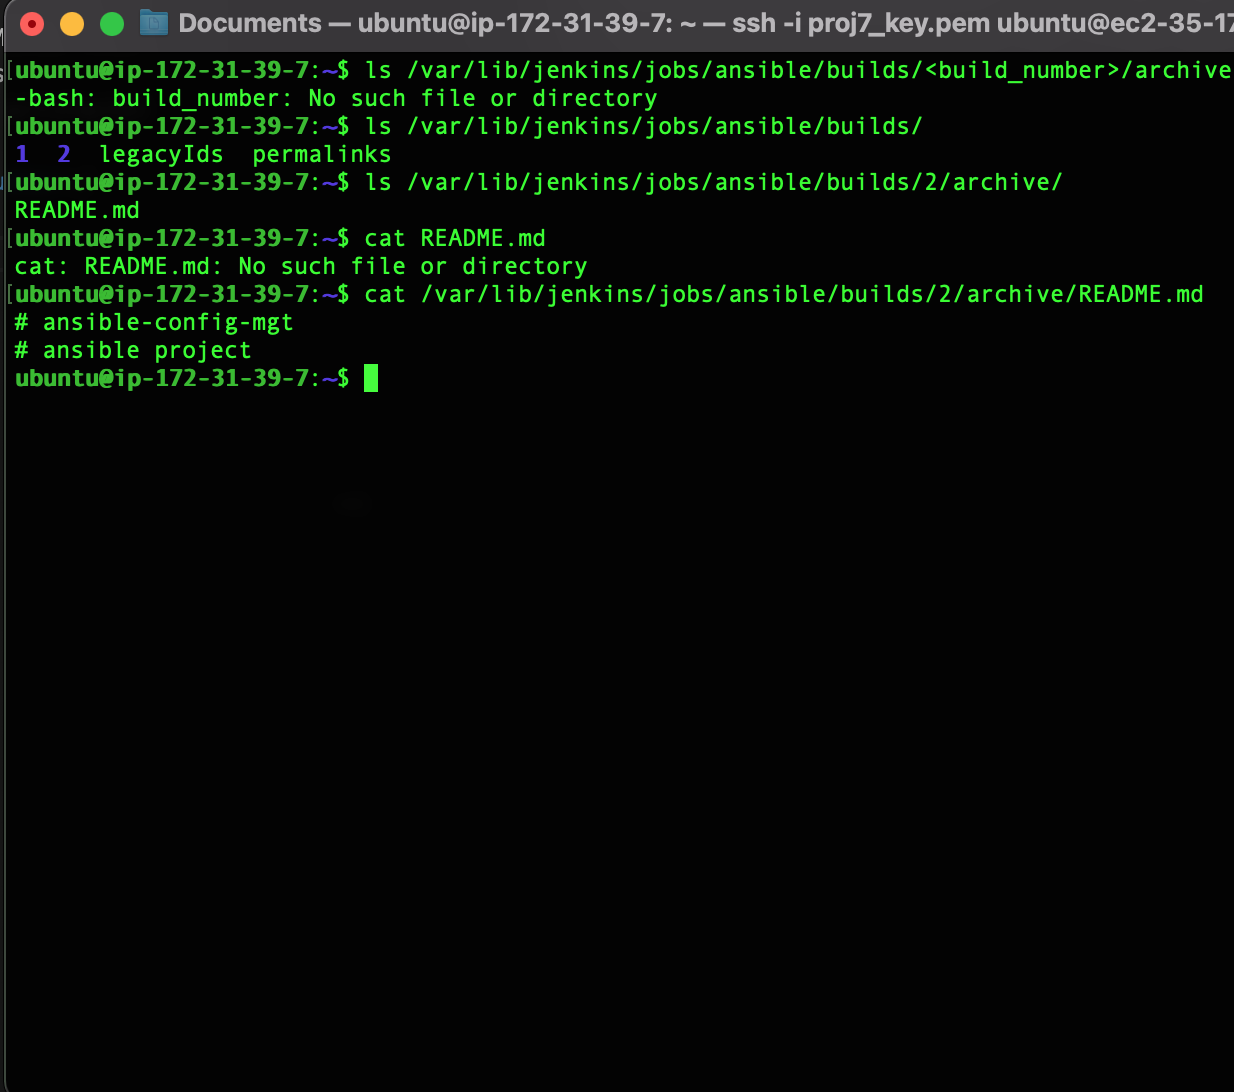 Documents — ubuntu@ip-172-31-39-7: ~ — ssh -i proj7_key.pem ubuntu@ec2-35-17
[ubuntu@ip-172-31-39-7:~$ ls /var/lib/jenkins/jobs/ansible/builds/<build_number>/archive
-bash: build_number: No such file or directory
[ubuntu@ip-172-31-39-7:~$ ls /var/lib/jenkins/jobs/ansible/builds/
1  2  legacyIds  permalinks
[ubuntu@ip-172-31-39-7:~$ ls /var/lib/jenkins/jobs/ansible/builds/2/archive/
README.md
[ubuntu@ip-172-31-39-7:~$ cat README.md
cat: README.md: No such file or directory
[ubuntu@ip-172-31-39-7:~$ cat /var/lib/jenkins/jobs/ansible/builds/2/archive/README.md
# ansible-config-mgt
# ansible project
ubuntu@ip-172-31-39-7:~$